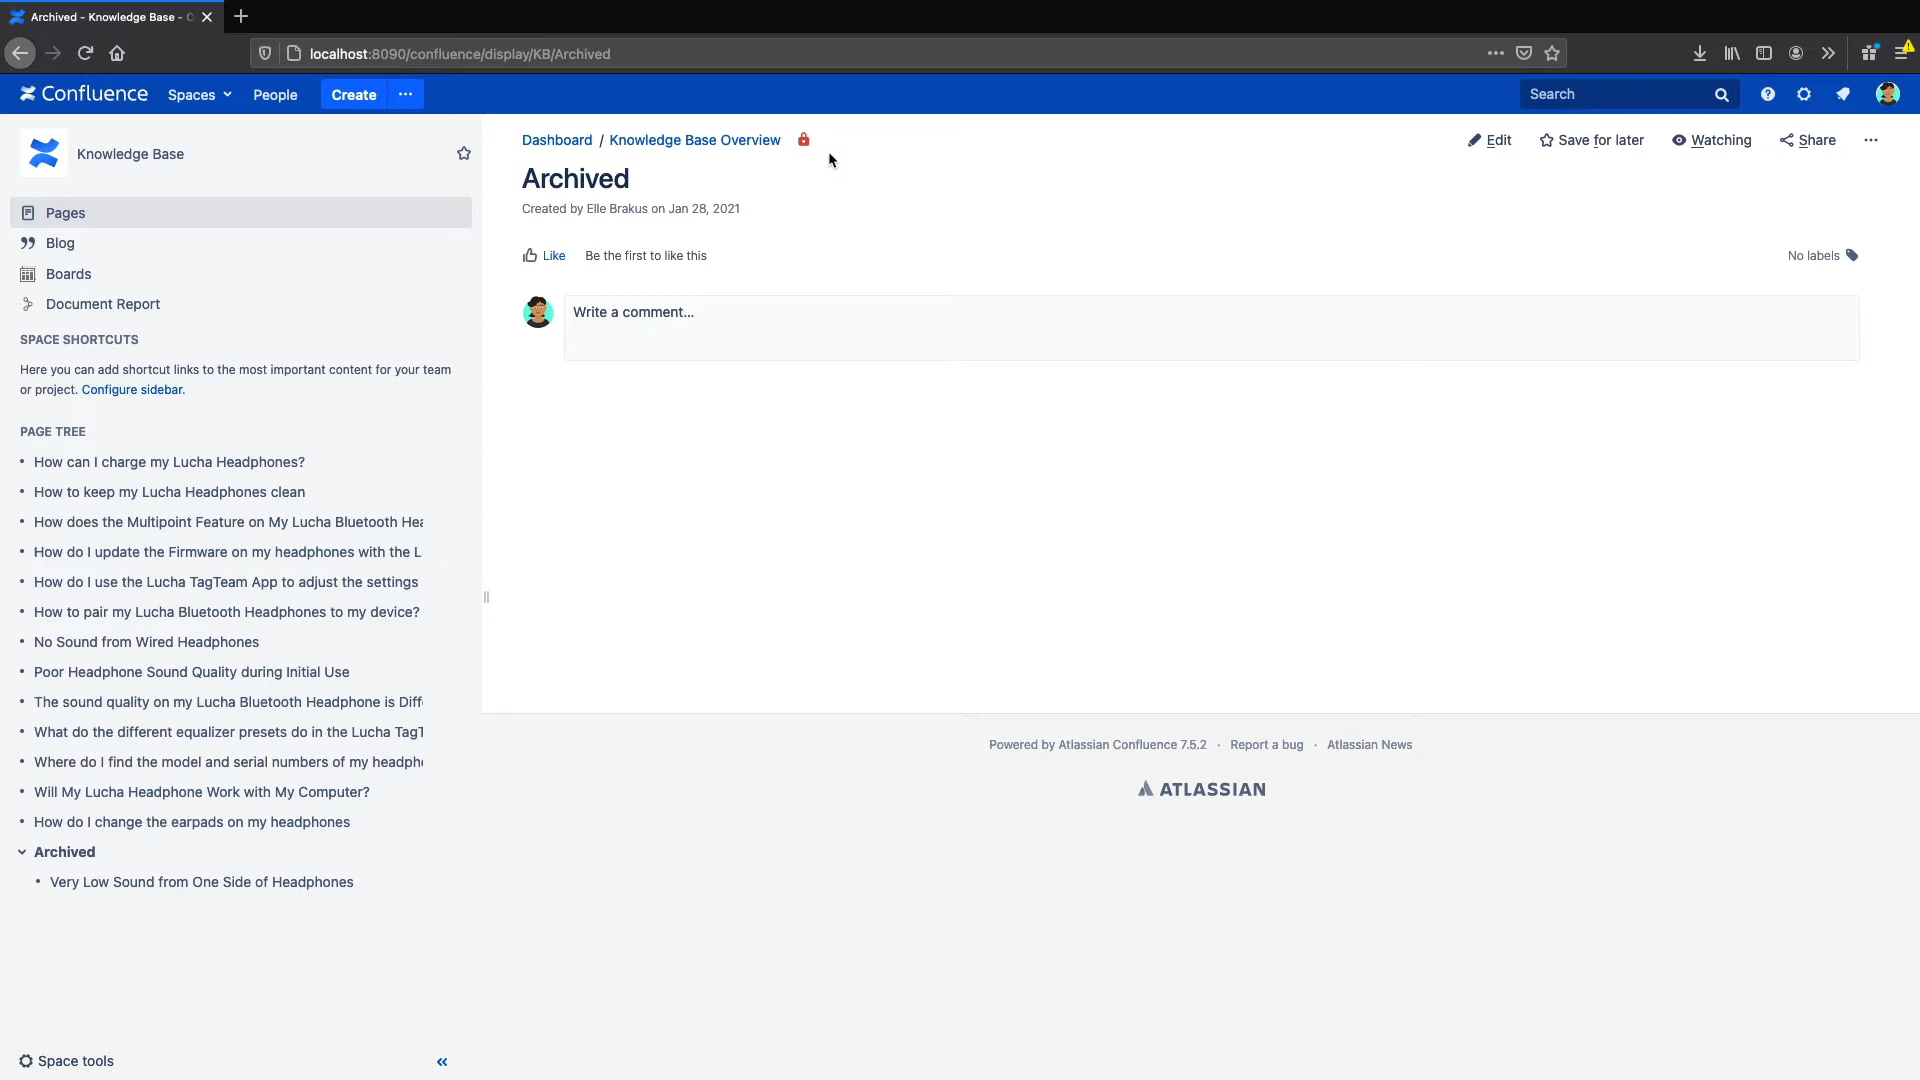 Archived - Knowledge Base -
localhost:8090/confluence/display/KB/Archived
Confluence Spaces People Create Search
Knowledge Base
Pages
Blog
Boards
Document Report
SPACE SHORTCUTS
Here you can add shortcut links to the most important content for your team
or project. Configure sidebar.
PAGE TREE
How can I charge my Lucha Headphones?
How to keep my Lucha Headphones clean
How does the Multipoint Feature on My Lucha Bluetooth Hea
How do I update the Firmware on my headphones with the L
How do I use the Lucha TagTeam App to adjust the settings
How to pair my Lucha Bluetooth Headphones to my device?
No Sound from Wired Headphones
Poor Headphone Sound Quality during Initial Use
The sound quality on my Lucha Bluetooth Headphone is Diff
What do the different equalizer presets do in the Lucha TagT
Where do I find the model and serial numbers of my headph
Will My Lucha Headphone Work with My Computer?
How do I change the earpads on my headphones
Archived
Very Low Sound from One Side of Headphones
Space tools
Dashboard / Knowledge Base Overview
Edit Save for later Watching Share
Archived
Created by Elle Brakus on Jan 28, 2021
Like Be the first to like this
No labels
Write a comment...
Powered by Atlassian Confluence 7.5.2 · Report a bug · Atlassian News
ATLASSIAN